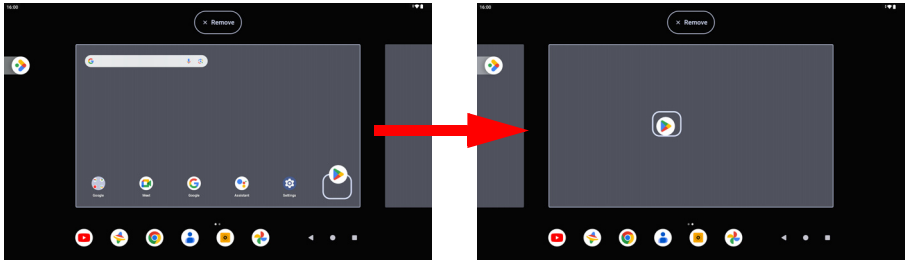 16:00
× Remove
Google
Meet
Google
Assistant
Settings
16:00
× Remove